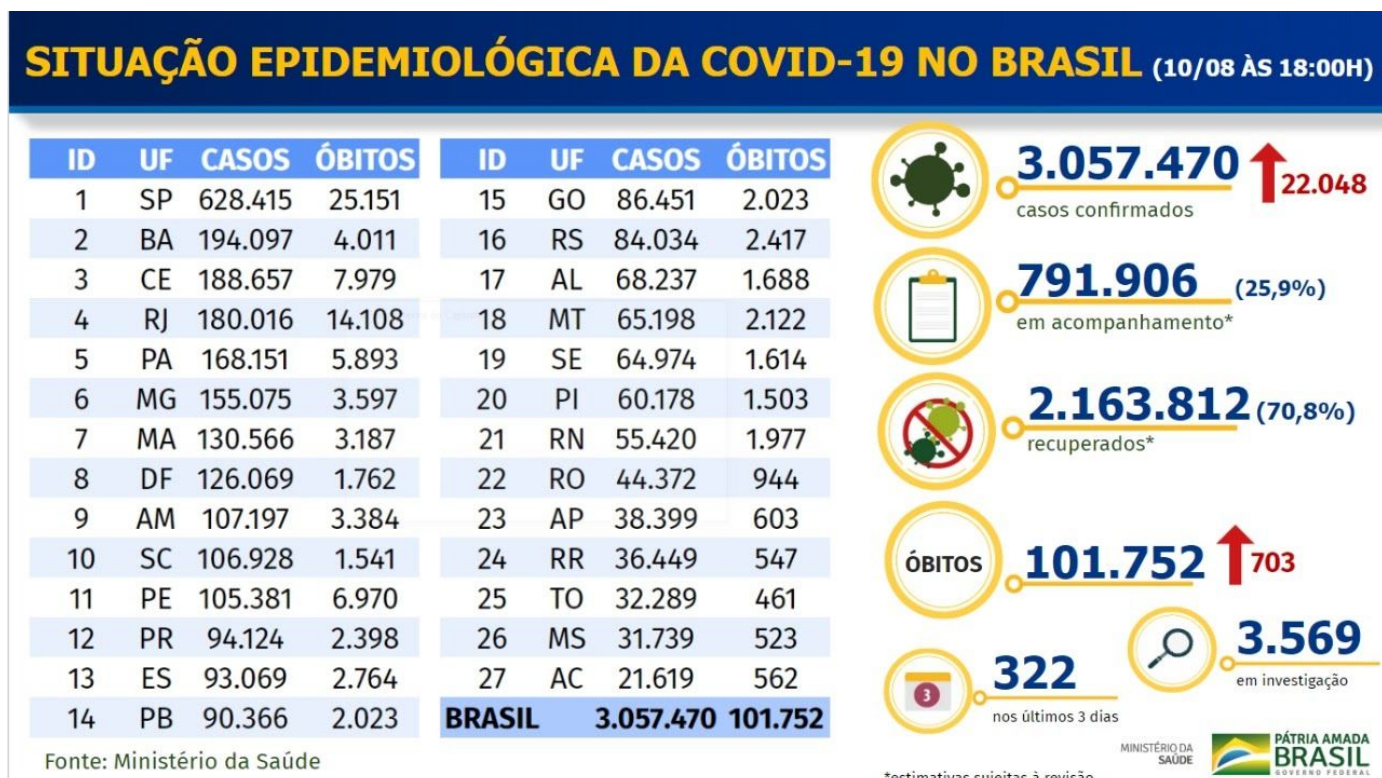 SITUAÇÃO EPIDEMIOLÓGICA DA COVID-19 NO BRASIL (10/08 ÀS 18:00H)
ID UF CASOS ÓBITOS
1 SP 628.415 25.151
2 BA 194.097 4.011
3 CE 188.657 7.979
4 RJ 180.016 14.108
5 PA 168.151 5.893
6 MG 155.075 3.597
7 MA 130.566 3.187
8 DF 126.069 1.762
9 AM 107.197 3.384
10 SC 106.928 1.541
11 PE 105.381 6.970
12 PR 94.124 2.398
13 ES 93.069 2.764
14 PB 90.366 2.023
Fonte: Ministério da Saúde
ID UF CASOS ÓBITOS
15 GO 86.451 2.023
16 RS 84.034 2.417
17 AL 68.237 1.688
18 MT 65.198 2.122
19 SE 64.974 1.614
20 PI 60.178 1.503
21 RN 55.420 1.977
22 RO 44.372 944
23 AP 38.399 603
24 RR 36.449 547
25 TO 32.289 461
26 MS 31.739 523
27 AC 21.619 562
BRASIL 3.057.470 101.752
3.057.470 22.048
casos confirmados
791.906 (25,9%)
em acompanhamento*
2.163.812 (70,8%)
recuperados*
ÓBITOS 101.752 703
3 322
nos últimos 3 dias
3.569
em investigação
MINISTÉRIO DA
SAÚDE
PÁTRIA AMADA
BRASIL
GOVERNO FEDERAL
*estimativas sujeitas à revisão